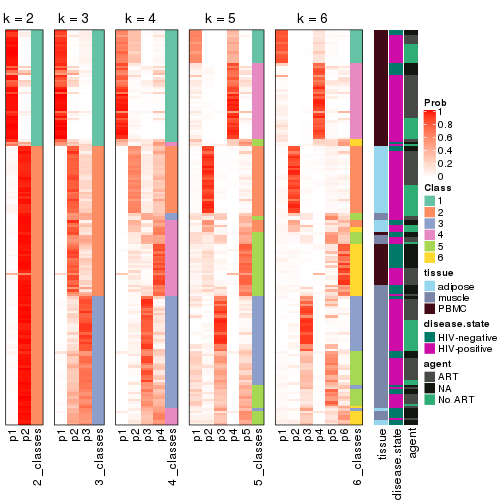 k = 2
k = 3
k = 4
k = 5
k = 6
p1
p2
2_classes
p1
p2
p3
3_classes
p1
p2
p3
p4
4_classes
p1
p2
p3
p4
p5
5_classes
p1
p2
p3
p4
p5
p6
6_classes
tissue
disease.state
agent
Prob
1
0.8
0.6
0.4
0.2
0
Class
1
2
3
4
5
6
tissue
adipose
muscle
PBMC
disease.state
HIV-negative
HIV-positive
agent
ART
NA
No ART